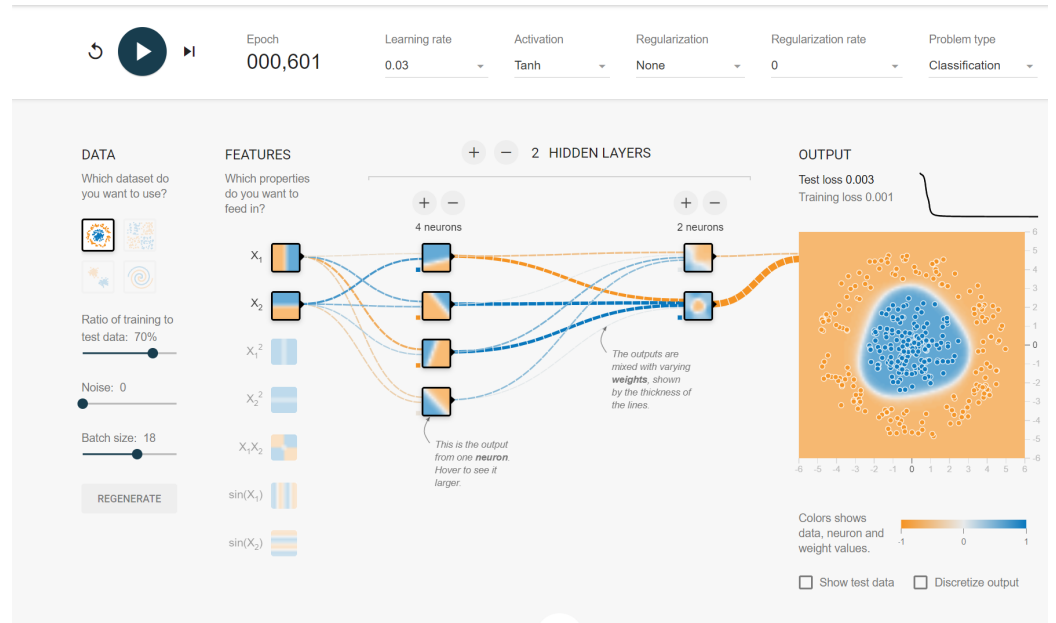 Epoch
000,601
Learning rate
0.03
Activation
Tanh
Regularization
None
Regularization rate
0
Problem type
Classification
DATA
Which dataset do
you want to use?
Ratio of training to
test data: 70%
Noise: 0
Batch size: 18
REGENERATE
FEATURES
Which properties
do you want to
feed in?
X₁
X₂
X₁²
X₂²
X₁X₂
sin(X₁)
sin(X₂)
+ − 2 HIDDEN LAYERS
+ −
4 neurons
+ −
2 neurons
This is the output
from one neuron.
Hover to see it
larger.
The outputs are
mixed with varying
weights, shown
by the thickness of
the lines.
OUTPUT
Test loss 0.003
Training loss 0.001
6
5
4
3
2
1
0
-1
-2
-3
-4
-5
-6
-6 -5 -4 -3 -2 -1 0 1 2 3 4 5 6
Colors shows
data, neuron and
weight values.
-1 0 1
Show test data
Discretize output